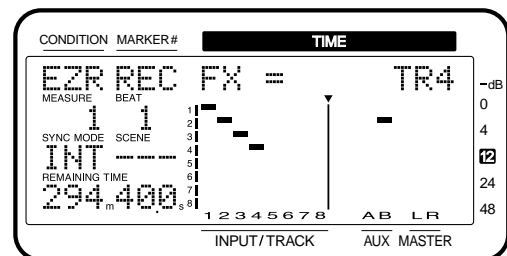 CONDITION MARKER# TIME
EZR REC FX = TR4
MEASURE BEAT
1 1
SYNC MODE SCENE
INT --- --- ---
REMAINING TIME
294m400s
1
2
3
4
5
6
7
8
1 2 3 4 5 6 7 8 A B L R
INPUT/TRACK AUX MASTER
-dB
0
4
12
24
48